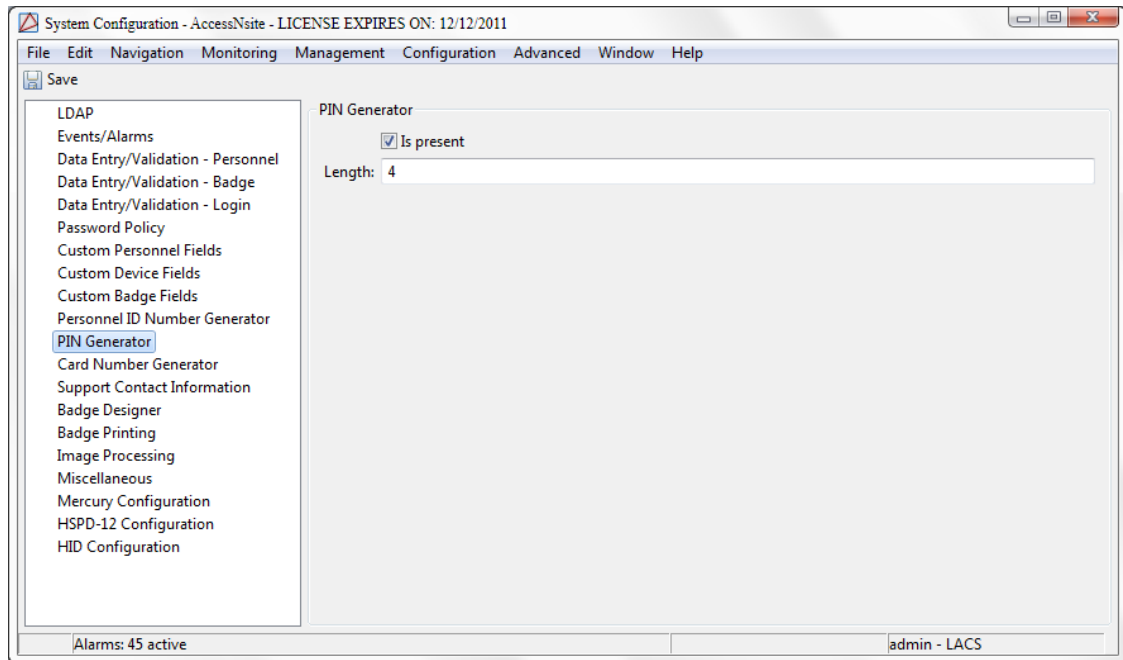 System Configuration - AccessNsite - LICENSE EXPIRES ON: 12/12/2011
File Edit Navigation Monitoring Management Configuration Advanced Window Help
Save
LDAP
Events/Alarms
Data Entry/Validation - Personnel
Data Entry/Validation - Badge
Data Entry/Validation - Login
Password Policy
Custom Personnel Fields
Custom Device Fields
Custom Badge Fields
Personnel ID Number Generator
PIN Generator
Card Number Generator
Support Contact Information
Badge Designer
Badge Printing
Image Processing
Miscellaneous
Mercury Configuration
HSPD-12 Configuration
HID Configuration
PIN Generator
Is present
Length: 4
Alarms: 45 active
admin - LACS